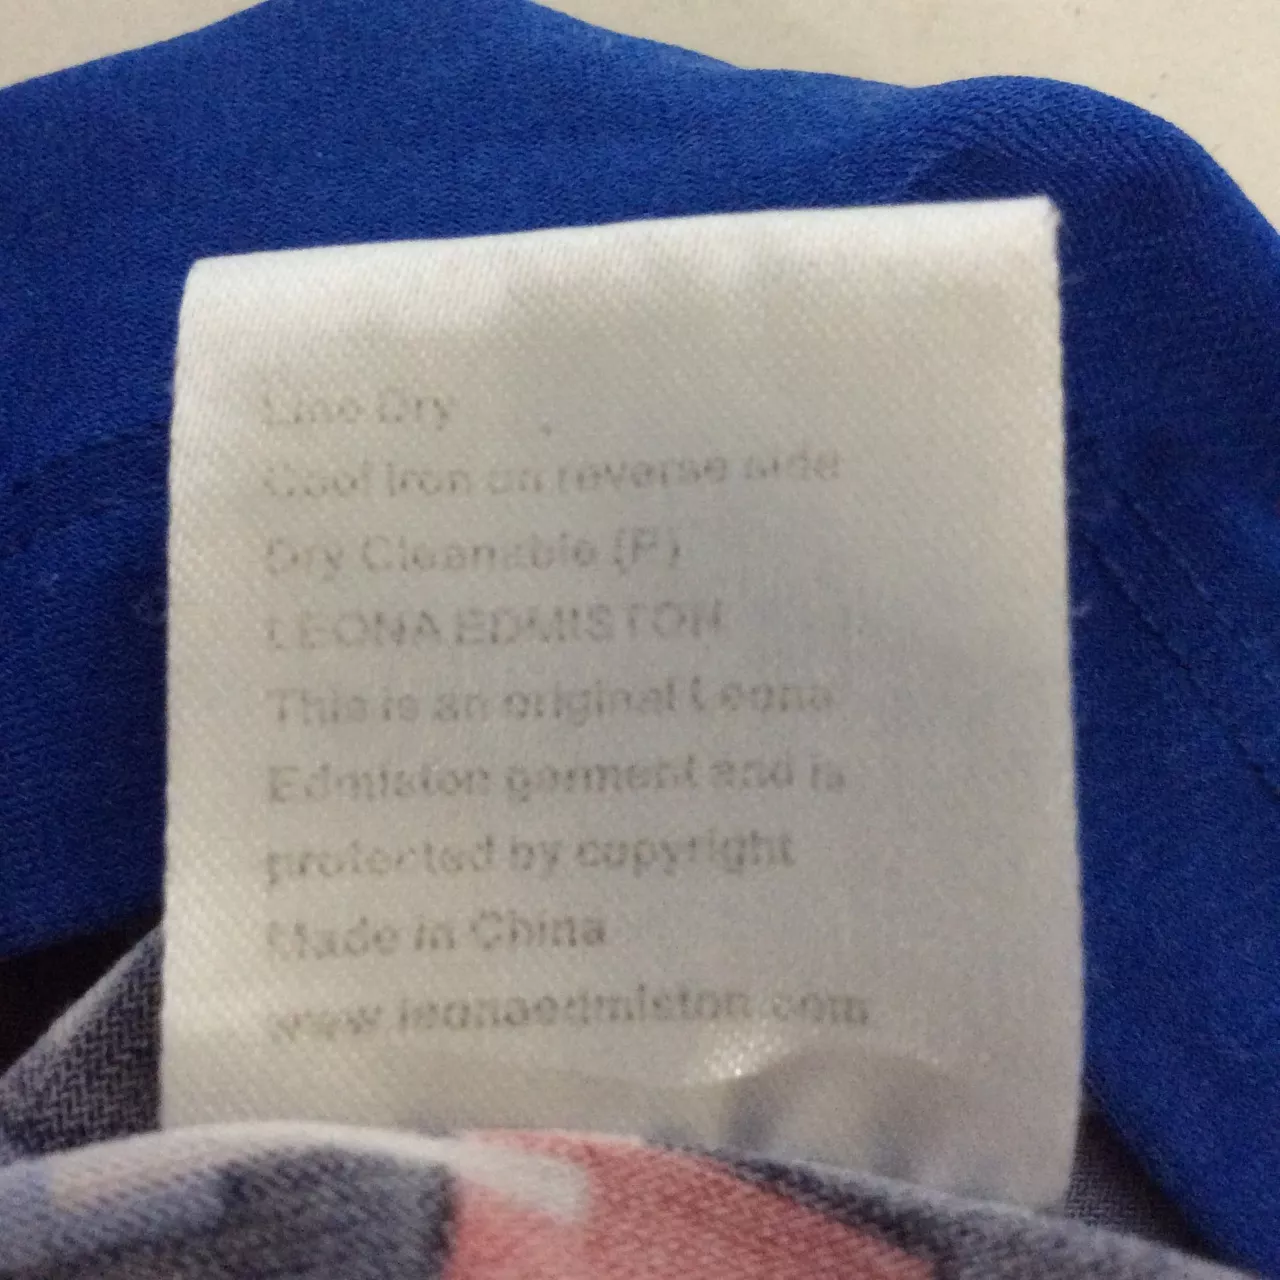 Line Dry
Cool Iron on reverse side
Dry Cleanable (P)
LEONA EDMISTON
This is an original Leona
Edmiston garment and is
protected by copyright
Made in China
www.leonaedmiston.com